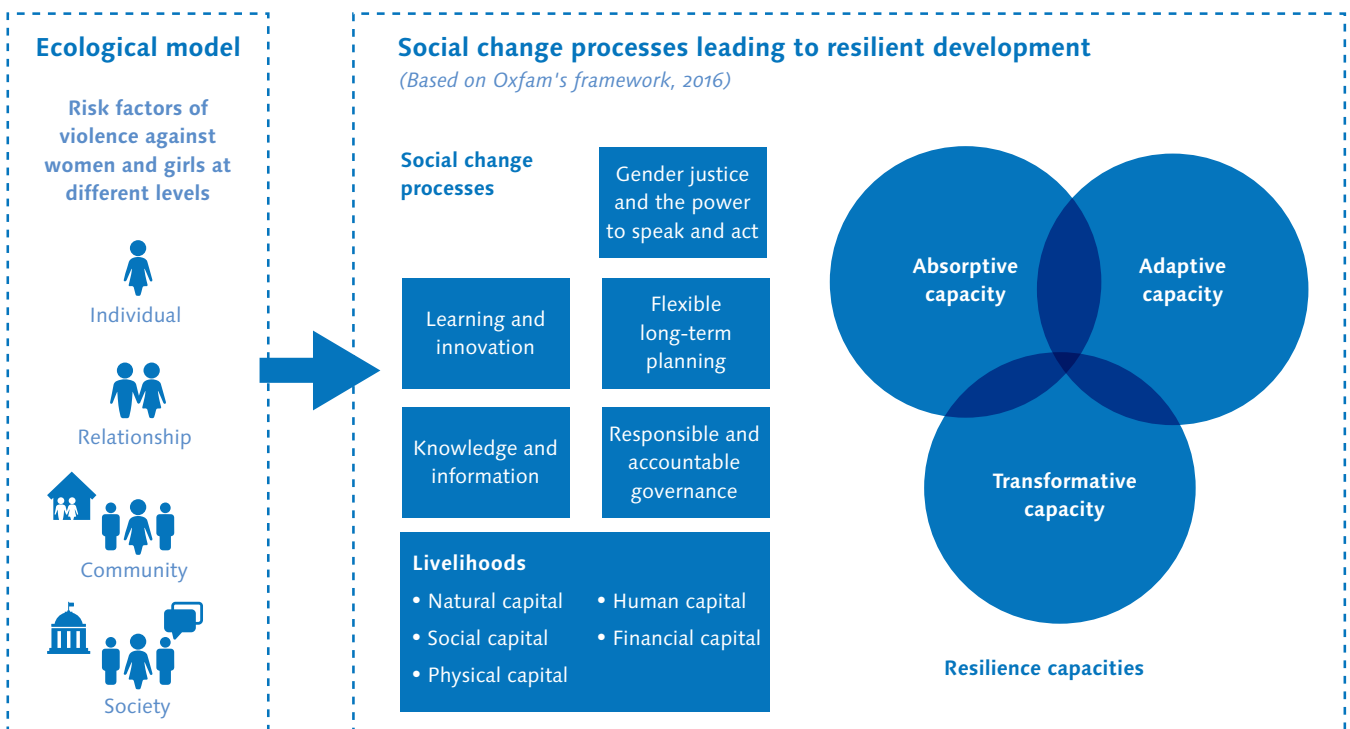 Ecological model
Risk factors of
violence against
women and girls at
different levels
Individual
Relationship
Community
Society
Social change processes leading to resilient development
(Based on Oxfam's framework, 2016)
Social change
processes
Gender justice
and the power
to speak and act
Learning and
innovation
Flexible
long-term
planning
Knowledge and
information
Responsible and
accountable
governance
Livelihoods
• Natural capital
• Social capital
• Physical capital
• Human capital
• Financial capital
Absorptive
capacity
Adaptive
capacity
Transformative
capacity
Resilience capacities